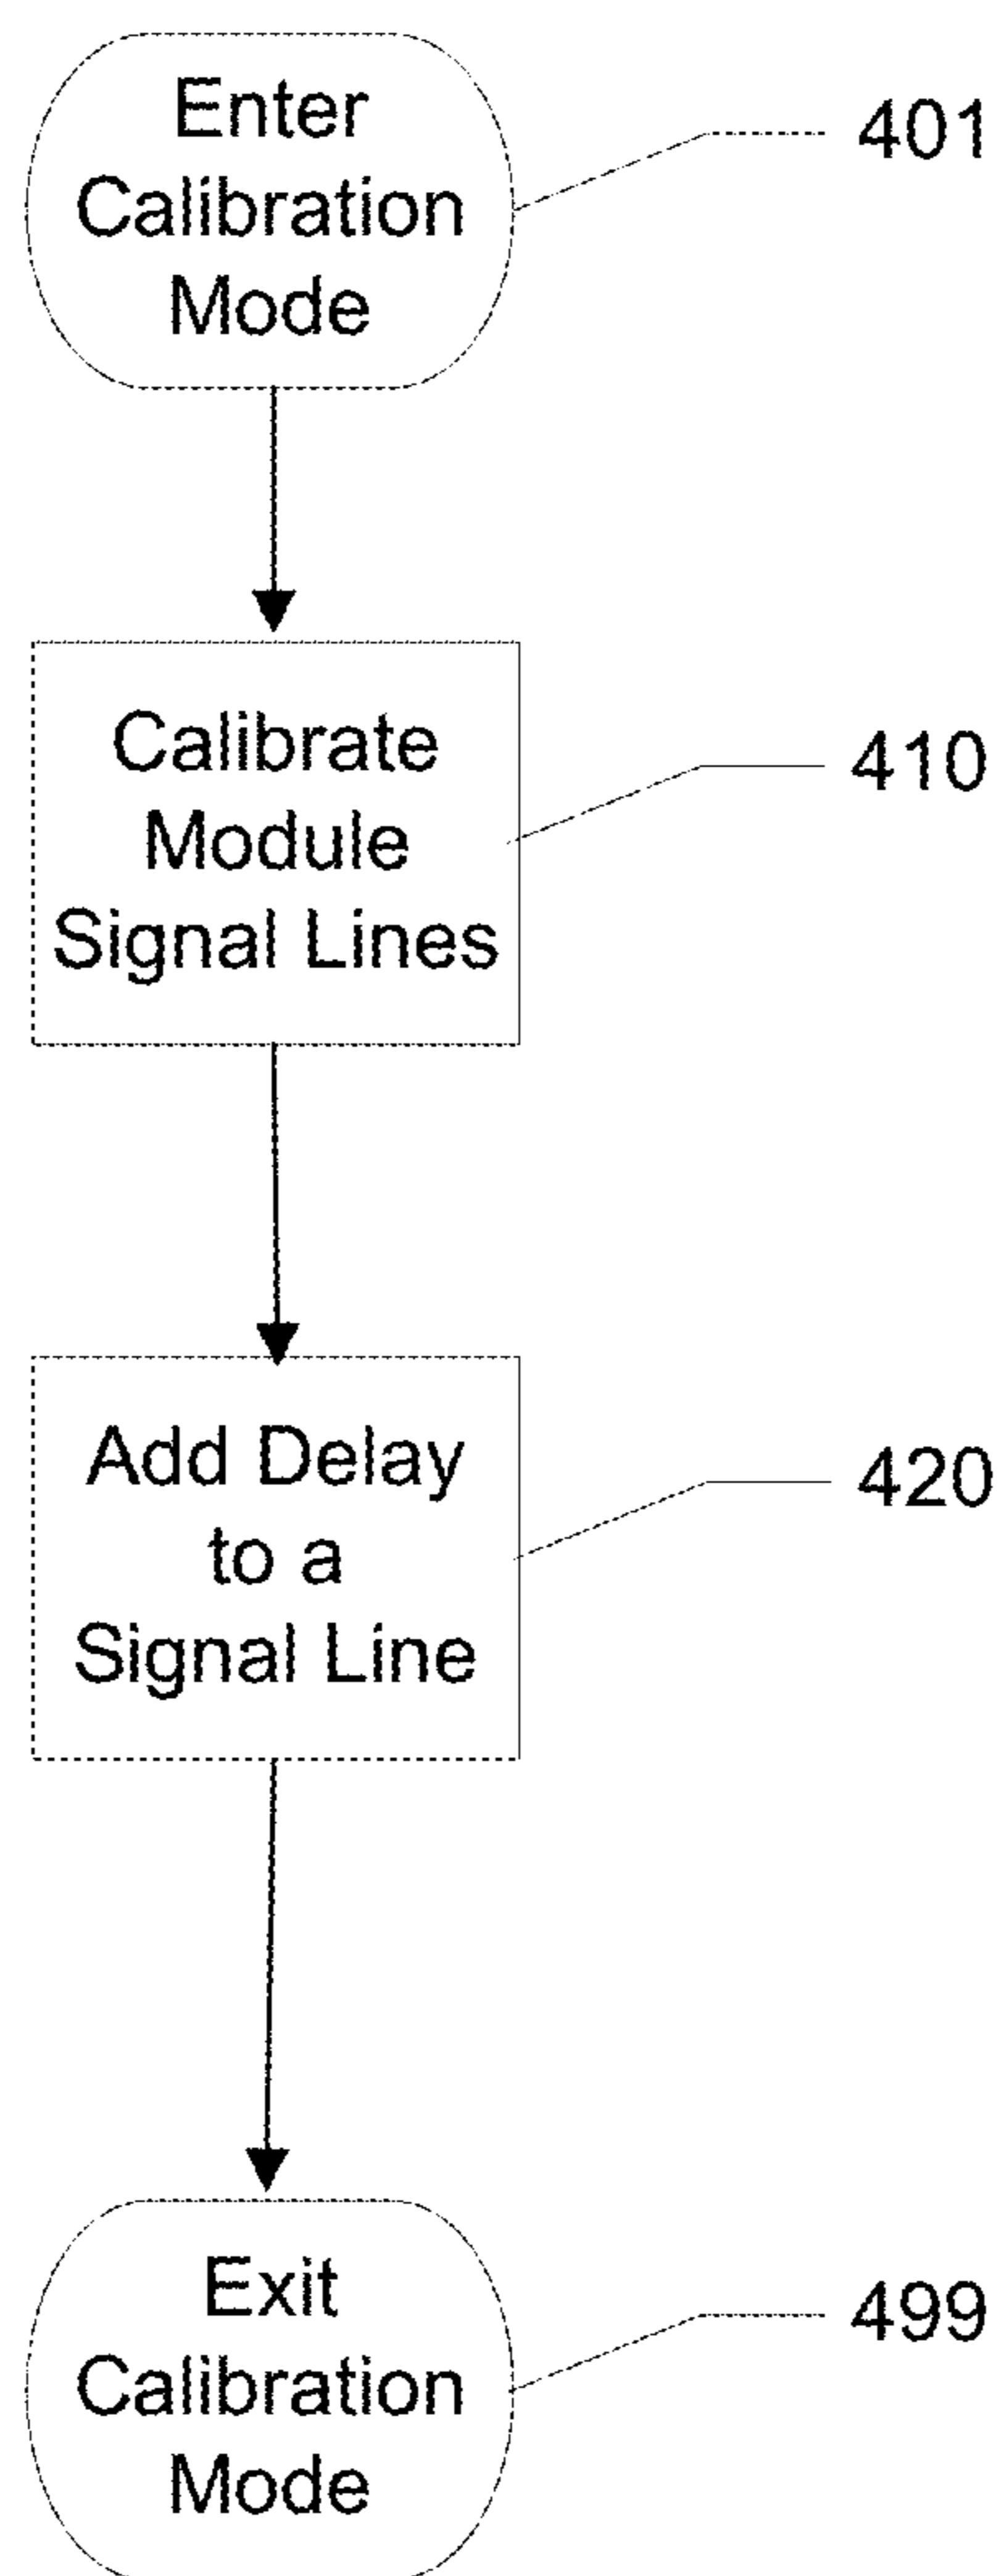 Enter
Calibration
Mode
401
Calibrate
Module
Signal Lines
410
Add Delay
to a
Signal Line
420
Exit
Calibration
Mode
499